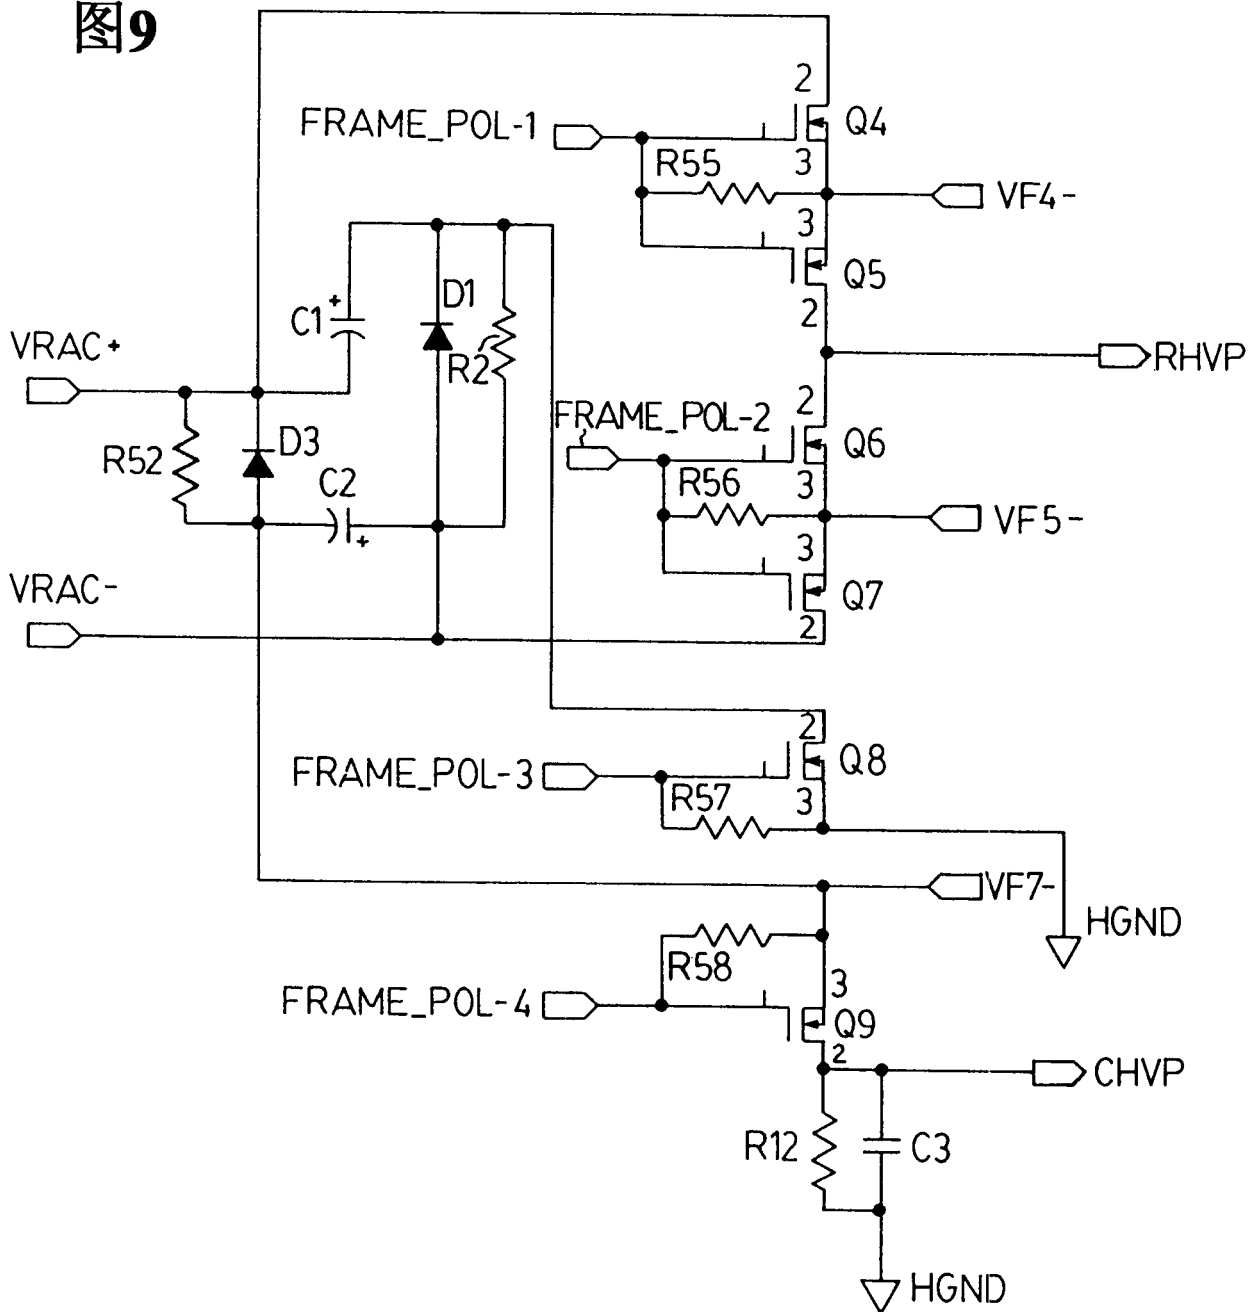 图9
2
Q4
FRAME_POL-1
3
R55
VF4-
3
Q5
2
D1
C1
+
R2
VRAC+
RHVP
2
FRAME_POL-2
Q6
D3
R52
3
R56
C2
+
VF5-
3
Q7
2
VRAC-
2
Q8
FRAME_POL-3
3
R57
VF7-
HGND
R58
3
FRAME_POL-4
Q9
2
CHVP
R12
C3
HGND